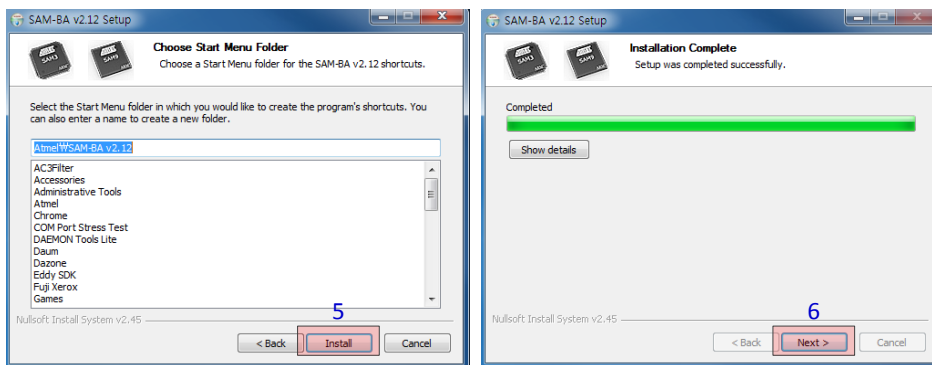 SAM-BA v2.12 Setup
Choose Start Menu Folder
Choose a Start Menu folder for the SAM-BA v2.12 shortcuts.
Select the Start Menu folder in which you would like to create the program's shortcuts. You
can also enter a name to create a new folder.
Atmel₩SAM-BA v2.12
AC3Filter
Accessories
Administrative Tools
Atmel
Chrome
COM Port Stress Test
DAEMON Tools Lite
Daum
Dazone
Eddy SDK
Fuji Xerox
Games
5
Nullsoft Install System v2.45
< Back
Install
Cancel
SAM-BA v2.12 Setup
Installation Complete
Setup was completed successfully.
Completed
Show details
6
Nullsoft Install System v2.45
< Back
Next >
Cancel